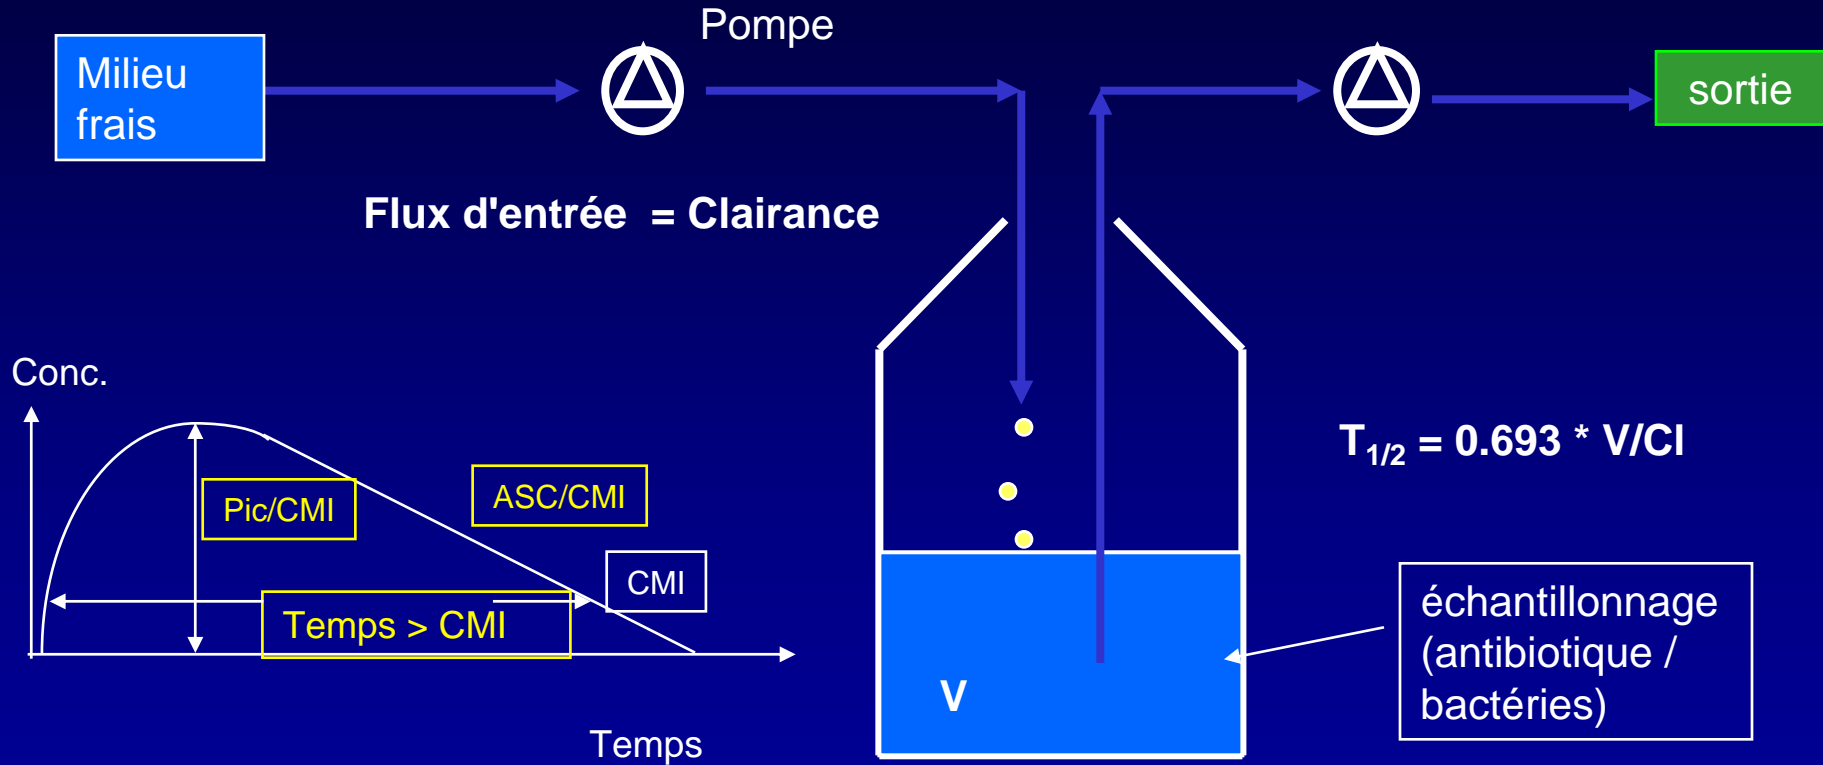 Pompe
Milieu
frais
sortie
Flux d'entrée = Clairance
Conc.
Pic/CMI
ASC/CMI
CMI
Temps > CMI
Temps
V
T1/2 = 0.693 * V/Cl
échantillonnage
(antibiotique /
bactéries)